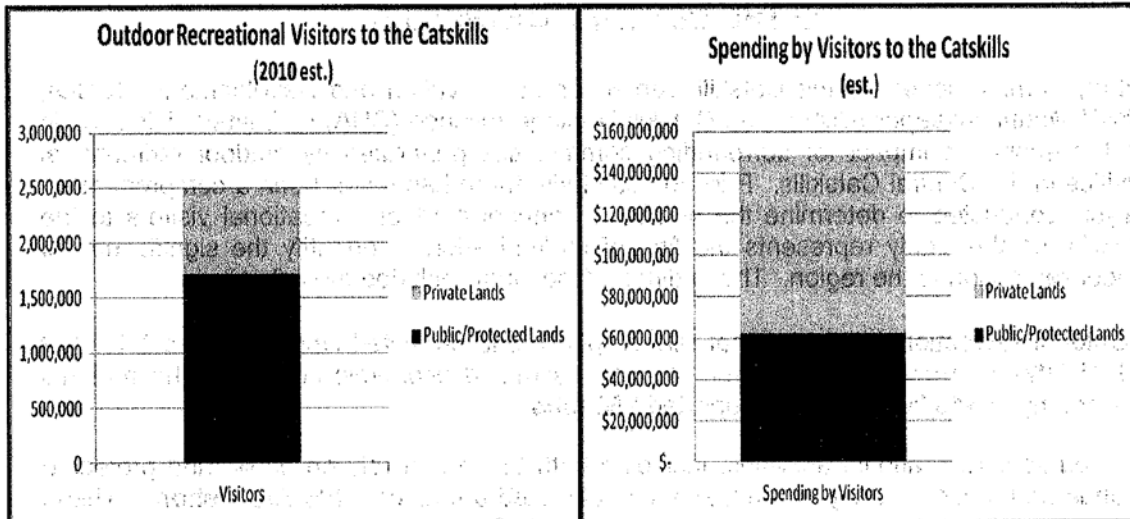 Outdoor Recreational Visitors to the Catskills
(2010 est.)
3,000,000
2,500,000
2,000,000
1,500,000
1,000,000
500,000
0
Visitors
Private Lands
Public/Protected Lands
Spending by Visitors to the Catskills
(est.)
$160,000,000
$140,000,000
$120,000,000
$100,000,000
$80,000,000
$60,000,000
$40,000,000
$20,000,000
$-
Spending by Visitors
Private Lands
Public/Protected Lands